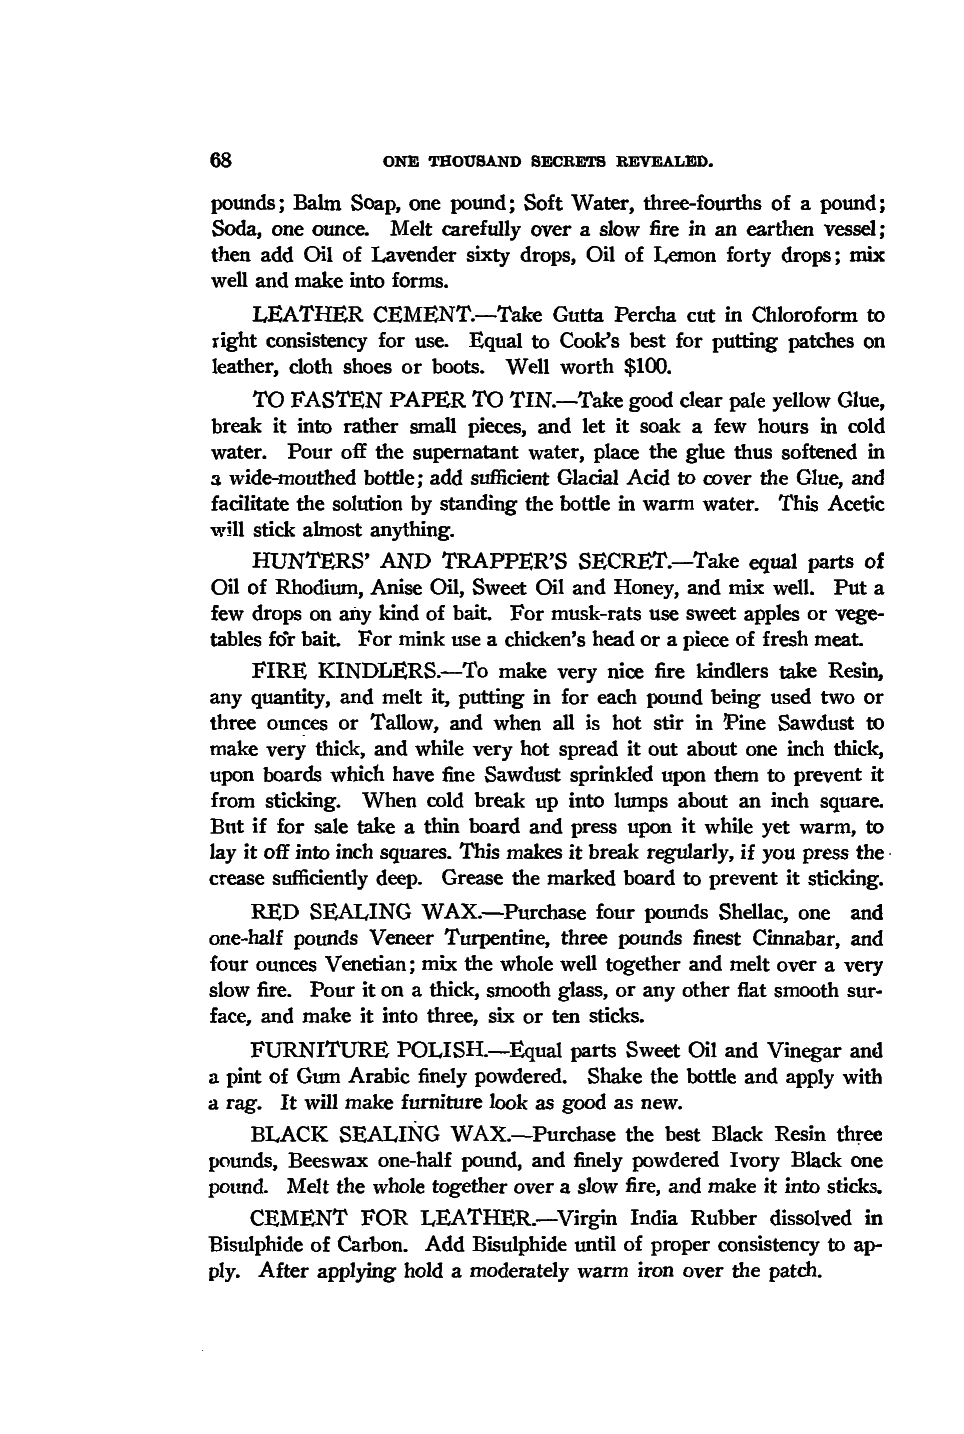 68 ONE THOUSAND SECRETS REVEALED.
pounds; Balm Soap, one pound; Soft Water, three-fourths of a pound;
Soda, one ounce. Melt carefully over a slow fire in an earthen vessel;
then add Oil of Lavender sixty drops, Oil of Lemon forty drops; mix
well and make into forms.
LEATHER CEMENT.—Take Gutta Percha cut in Chloroform to
right consistency for use. Equal to Cook's best for putting patches on
leather, cloth shoes or boots. Well worth $100.
TO FASTEN PAPER TO TIN.—Take good clear pale yellow Glue,
break it into rather small pieces, and let it soak a few hours in cold
water. Pour off the supernatant water, place the glue thus softened in
a wide-mouthed bottle; add sufficient Glacial Acid to cover the Glue, and
facilitate the solution by standing the bottle in warm water. This Acetic
will stick almost anything.
HUNTERS' AND TRAPPER'S SECRET.—Take equal parts of
Oil of Rhodium, Anise Oil, Sweet Oil and Honey, and mix well. Put a
few drops on any kind of bait. For musk-rats use sweet apples or vege-
tables for bait. For mink use a chicken's head or a piece of fresh meat.
FIRE KINDLERS.—To make very nice fire kindlers take Resin,
any quantity, and melt it, putting in for each pound being used two or
three ounces or Tallow, and when all is hot stir in Pine Sawdust to
make very thick, and while very hot spread it out about one inch thick,
upon boards which have fine Sawdust sprinkled upon them to prevent it
from sticking. When cold break up into lumps about an inch square.
But if for sale take a thin board and press upon it while yet warm, to
lay it off into inch squares. This makes it break regularly, if you press the
crease sufficiently deep. Grease the marked board to prevent it sticking.
RED SEALING WAX.—Purchase four pounds Shellac, one and
one-half pounds Veneer Turpentine, three pounds finest Cinnabar, and
four ounces Venetian; mix the whole well together and melt over a very
slow fire. Pour it on a thick, smooth glass, or any other flat smooth sur-
face, and make it into three, six or ten sticks.
FURNITURE POLISH.—Equal parts Sweet Oil and Vinegar and
a pint of Gum Arabic finely powdered. Shake the bottle and apply with
a rag. It will make furniture look as good as new.
BLACK SEALING WAX.—Purchase the best Black Resin three
pounds, Beeswax one-half pound, and finely powdered Ivory Black one
pound. Melt the whole together over a slow fire, and make it into sticks.
CEMENT FOR LEATHER.—Virgin India Rubber dissolved in
Bisulphide of Carbon. Add Bisulphide until of proper consistency to ap-
ply. After applying hold a moderately warm iron over the patch.